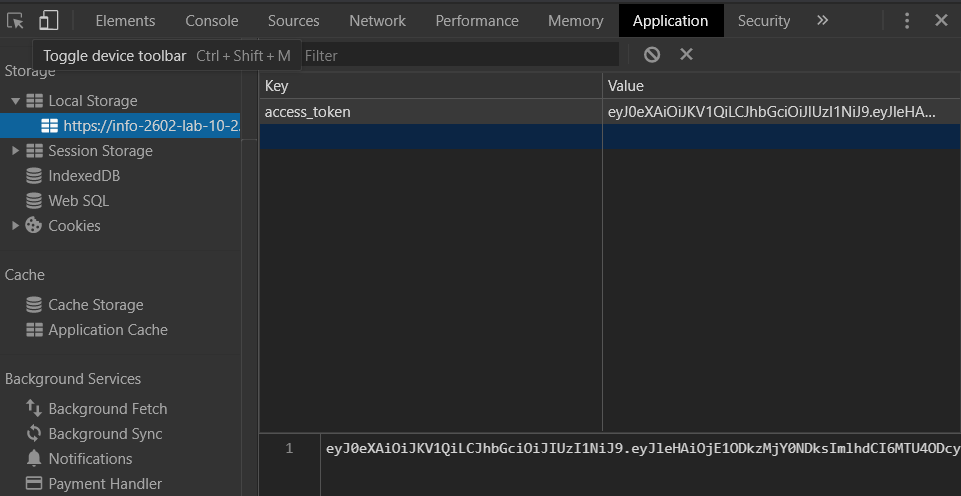 Elements Console Sources Network Performance Memory Application Security »
Toggle device toolbar Ctrl + Shift + M Filter
Storage
Key Value
Local Storage
access_token eyJ0eXAiOiJKV1QiLCJhbGciOiJIUzI1NiJ9.eyJleHA...
https://info-2602-lab-10-2
Session Storage
IndexedDB
Web SQL
Cookies
Cache
Cache Storage
Application Cache
Background Services
Background Fetch
Background Sync
Notifications
Payment Handler
1 eyJ0eXAiOiJKV1QiLCJhbGciOiJIUzI1NiJ9.eyJleHAiOjE1ODkzMjY0NDksImlhdCI6MTU4ODcy